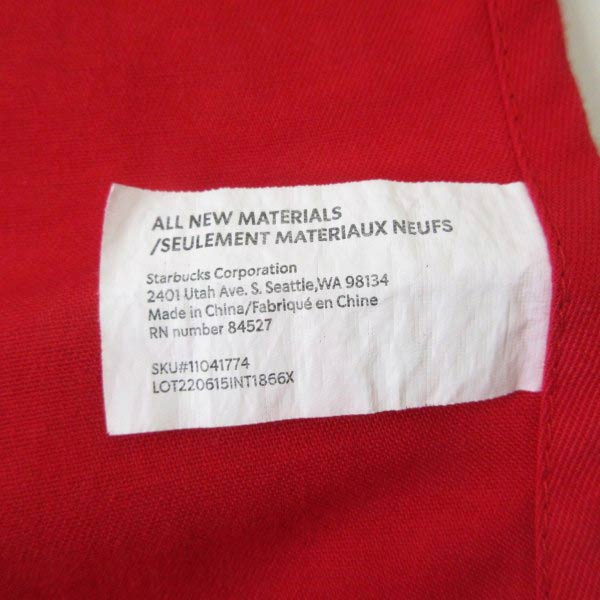 ALL NEW MATERIALS
/SEULEMENT MATERIAUX NEUFS
Starbucks Corporation
2401 Utah Ave. S. Seattle,WA 98134
Made in China/Fabriqué en Chine
RN number 84527
SKU#11041774
LOT220615INT1866X